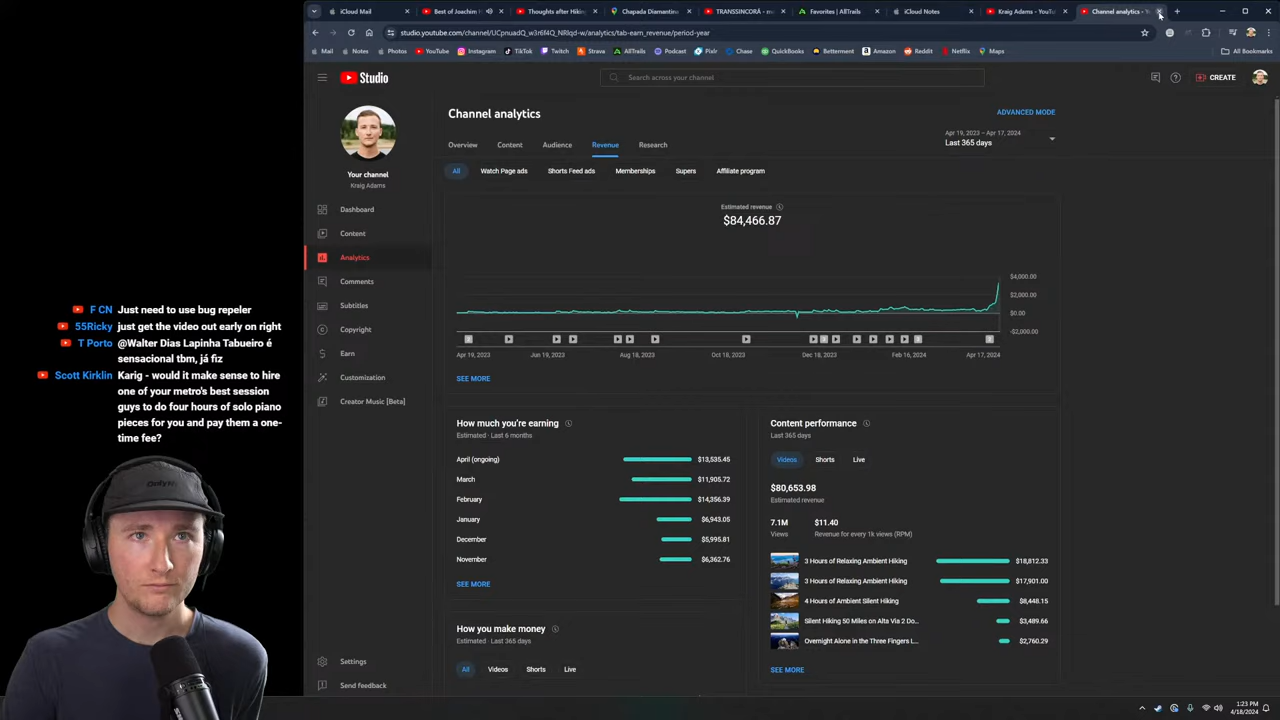 iCloud Mail
Best of Joachim H
Thoughts after Hiking
Chapada Diamantina
TRANSSINCORÁ - m
Favorites | AllTrails
iCloud Notes
Kraig Adams - YouTu
Channel analytics - Yo
studio.youtube.com/channel/UCpnuadQ_w3r6f4Q_NRlqd-w/analytics/tab-earn_revenue/period-year
Mail
Notes
Photos
YouTube
Instagram
TikTok
Twitch
Strava
AllTrails
Podcast
Plrr
Chase
QuickBooks
Betterment
Amazon
Reddit
Netflix
Maps
All Bookmarks
Studio
Search across your channel
CREATE
Your channel
Kraig Adams
Dashboard
Content
Analytics
Comments
Subtitles
Copyright
Earn
Customization
Creator Music [Beta]
Settings
Send feedback
Channel analytics
ADVANCED MODE
Overview
Content
Audience
Revenue
Research
Apr 19, 2023 – Apr 17, 2024
Last 365 days
All
Watch Page ads
Shorts Feed ads
Memberships
Supers
Affiliate program
Estimated revenue
$84,466.87
$4,000.00
$2,000.00
$0.00
-$2,000.00
Apr 19, 2023
Jun 19, 2023
Aug 18, 2023
Oct 18, 2023
Dec 18, 2023
Feb 16, 2024
Apr 17, 2024
SEE MORE
How much you're earning
Estimated · Last 6 months
April (ongoing) $13,535.45
March $11,905.72
February $14,356.39
January $6,943.05
December $5,995.81
November $6,362.76
SEE MORE
How you make money
Estimated · Last 365 days
All
Videos
Shorts
Live
Content performance
Last 365 days
Videos
Shorts
Live
$80,653.98
Estimated revenue
7.1M
Views
$11.40
Revenue for every 1k views (RPM)
3 Hours of Relaxing Ambient Hiking $18,812.33
3 Hours of Relaxing Ambient Hiking $17,901.00
4 Hours of Ambient Silent Hiking $8,448.15
Silent Hiking 50 Miles on Alta Via 2 Do... $3,489.66
Overnight Alone in the Three Fingers L... $2,760.29
SEE MORE
F CN Just need to use bug repeler
55Ricky just get the video out early on right
T Porto @Walter Dias Lapinha Tabueiro é
sensacional tbm, já fiz
Scott Kirklin Karig - would it make sense to hire
one of your metro's best session
guys to do four hours of solo piano
pieces for you and pay them a one-
time fee?
1:23 PM
4/18/2024